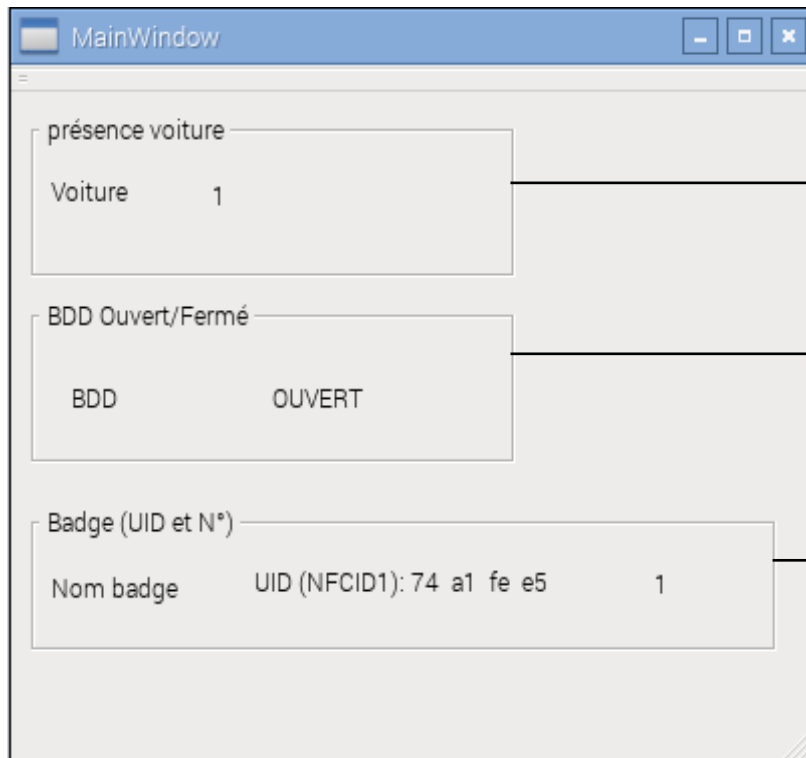 MainWindow
présence voiture
Voiture 1
BDD Ouvert/Fermé
BDD OUVERT
Badge (UID et N°)
Nom badge UID (NFCID1): 74 a1 fe e5 1